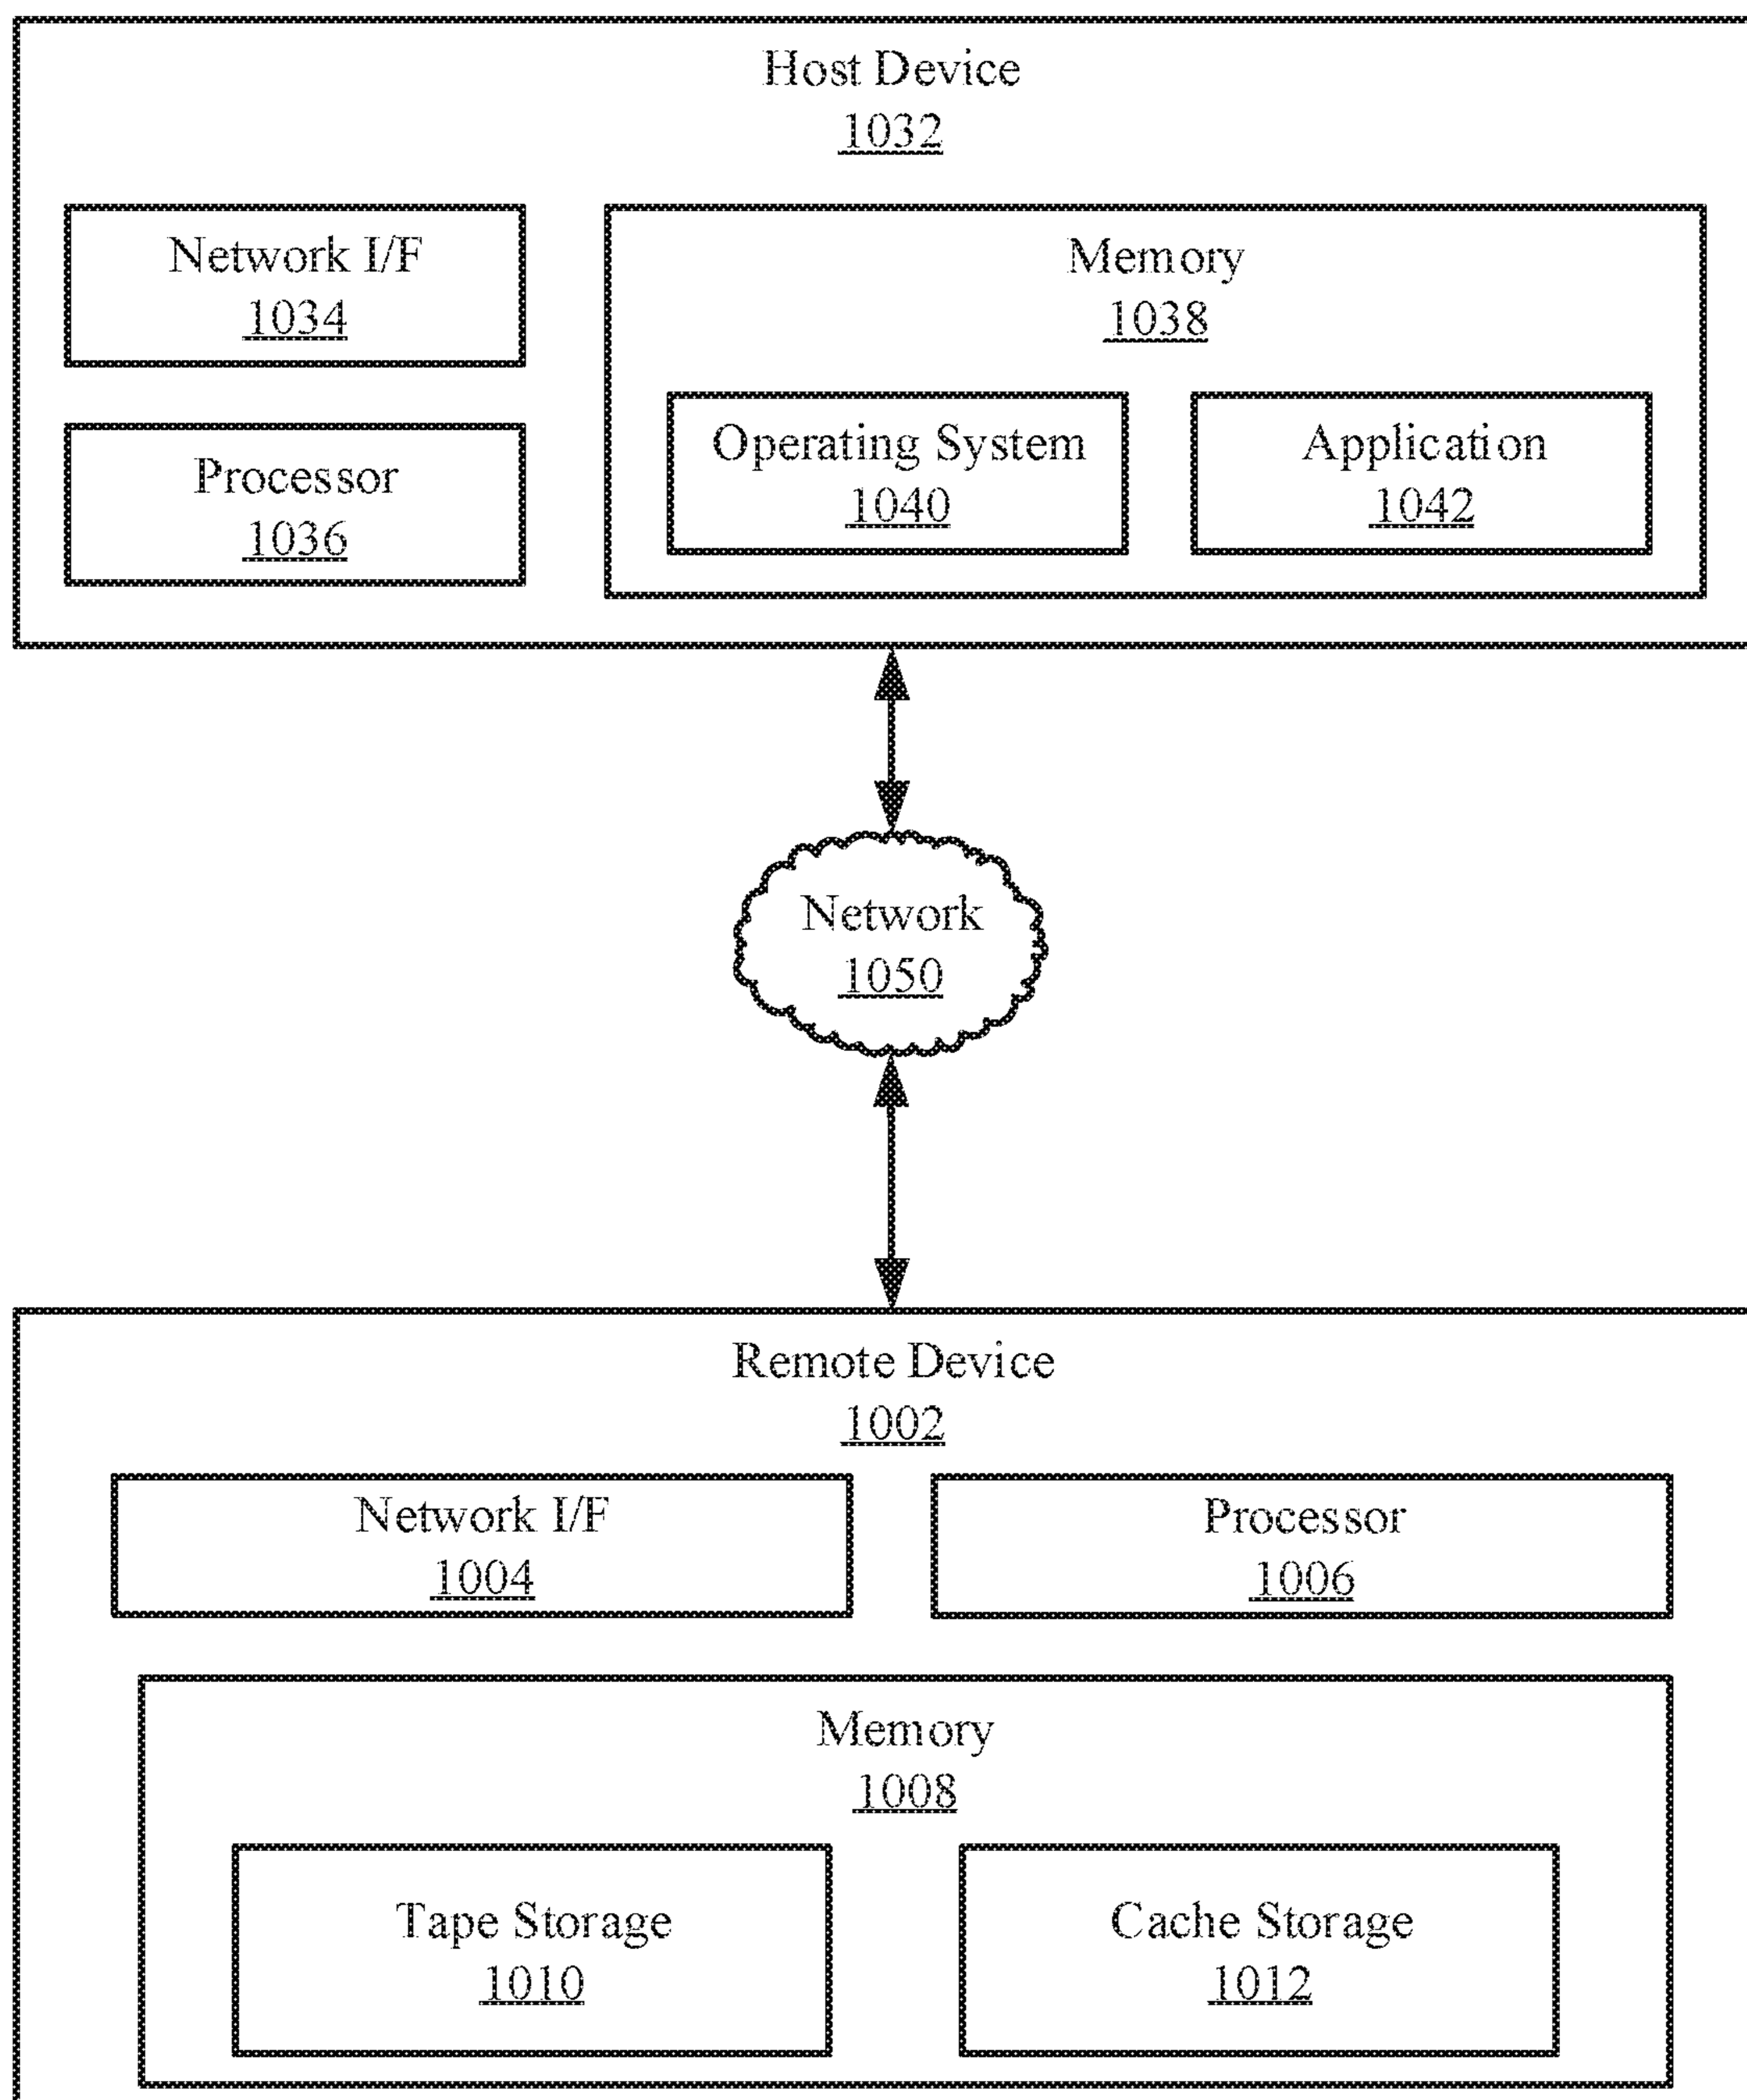 Host Device
1032
Network I/F
1034
Processor
1036
Memory
1038
Operating System
1040
Application
1042
Network
1050
Remote Device
1002
Network I/F
1004
Processor
1006
Memory
1008
Tape Storage
1010
Cache Storage
1012